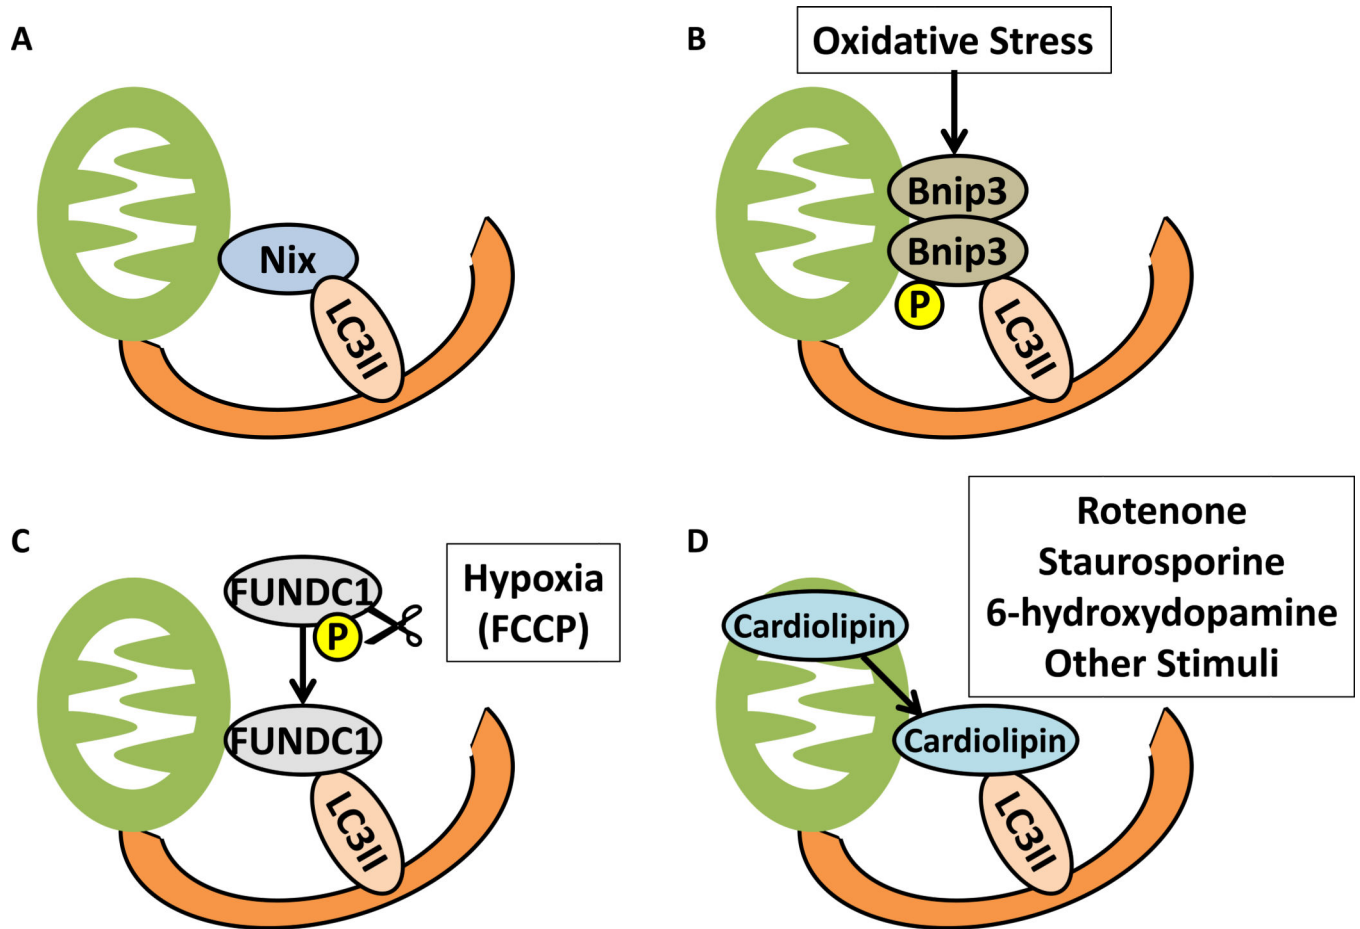 A
Nix
LC3II
B
Oxidative Stress
Bnip3
Bnip3
P
LC3II
C
FUNDC1
P
Hypoxia
(FCCP)
FUNDC1
LC3II
D
Rotenone
Staurosporine
6-hydroxydopamine
Other Stimuli
Cardiolipin
Cardiolipin
LC3II